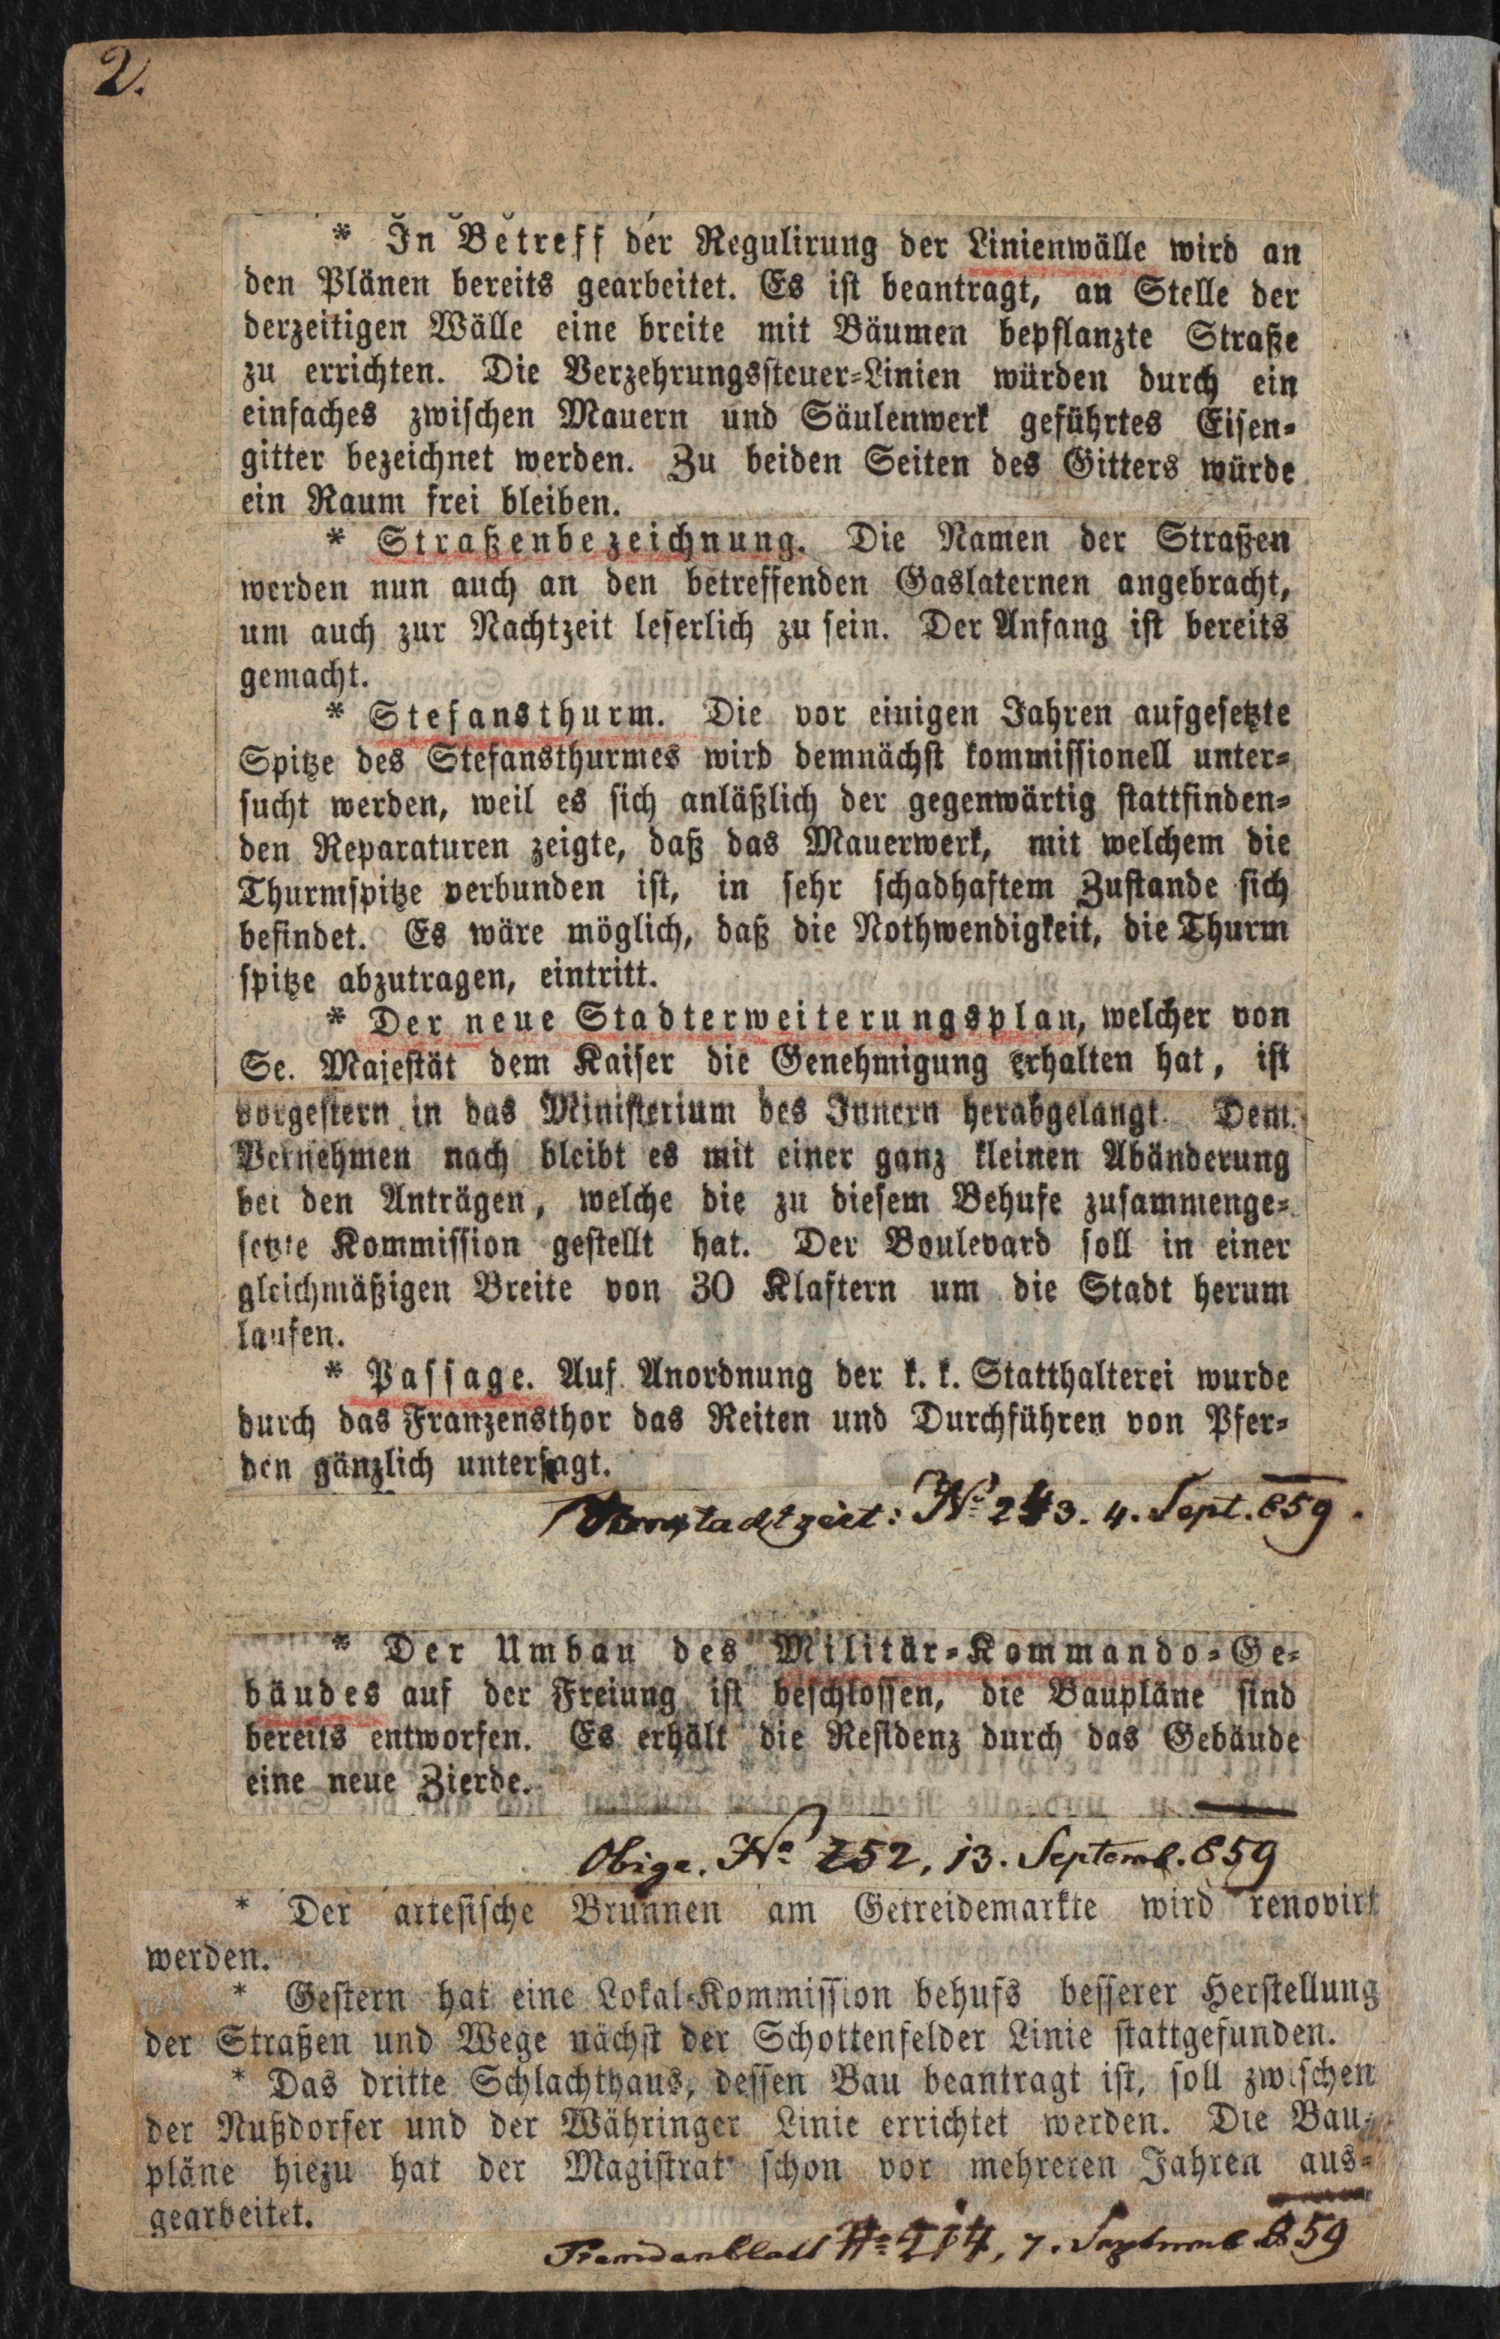 2.
* In Betreff der Regulirung der Linienwälle wird an
den Plänen bereits gearbeitet. Es ist beantragt, an Stelle der
derzeitigen Wälle eine breite mit Bäumen bepflanzte Straße
zu errichten. Die Verzehrungssteuer-Linien würden durch ein
einfaches zwischen Mauern und Säulenwerk geführtes Eisen-
gitter bezeichnet werden. Zu beiden Seiten des Gitters würde
ein Raum frei bleiben.
* Straßenbezeichnung. Die Namen der Straßen
werden nun auch an den betreffenden Gaslaternen angebracht,
um auch zur Nachtzeit leserlich zu sein. Der Anfang ist bereits
gemacht.
* Stefansthurm. Die vor einigen Jahren aufgesetzte
Spitze des Stefansthurmes wird demnächst kommissionell unter-
sucht werden, weil es sich anläßlich der gegenwärtig stattfinden-
den Reparaturen zeigte, daß das Mauerwerk, mit welchem die
Thurmspitze verbunden ist, in sehr schadhaftem Zustande sich
befindet. Es wäre möglich, daß die Nothwendigkeit, die Thurm
spitze abzutragen, eintritt.
* Der neue Stadterweiterungsplan, welcher von
Se. Majestät dem Kaiser die Genehmigung erhalten hat, ist
vorgestern in das Ministerium des Innern herabgelangt. Dem
Vernehmen nach bleibt es mit einer ganz kleinen Abänderung
bei den Anträgen, welche die zu diesem Behufe zusammenge-
setzte Kommission gestellt hat. Der Boulevard soll in einer
gleichmäßigen Breite von 30 Klaftern um die Stadt herum
laufen.
* Passage. Auf Anordnung der k. k. Statthalterei wurde
durch das Franzensthor das Reiten und Durchführen von Pfer-
den gänzlich untersagt.
Vorstadtzeit: No 243. 4. Sept. 859.
* Der Umbau des Militär-Kommando-Ge-
bäudes auf der Freiung ist beschlossen, die Baupläne sind
bereits entworfen. Es erhält die Residenz durch das Gebäude
eine neue Zierde.
Obige. No 252, 13. Septemb. 859
* Der artesische Brunnen am Getreidemarkte wird renovirt
werden.
* Gestern hat eine Lokal-Kommission behufs besserer Herstellung
der Straßen und Wege nächst der Schottenfelder Linie stattgefunden.
* Das dritte Schlachthaus, dessen Bau beantragt ist, soll zwischen
der Nußdorfer und der Währinger Linie errichtet werden. Die Bau-
pläne hiezu hat der Magistrat schon vor mehreren Jahren aus-
gearbeitet.
Fremdenblatt No 214, 7. Septemb. 859